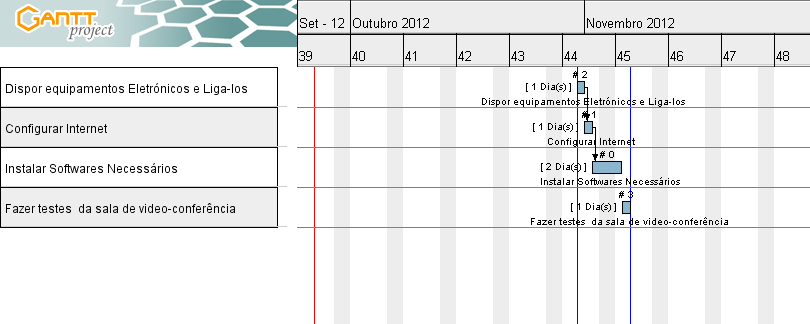 GANTT
project
Set - 12
Outubro 2012
Novembro 2012
39
40
41
42
43
44
45
46
47
48
Dispor equipamentos Eletrónicos e Liga-los
# 2
[ 1 Dia(s) ]
Dispor equipamentos Eletrónicos e Liga-los
Configurar Internet
# 1
[ 1 Dia(s) ]
Configurar Internet
Instalar Softwares Necessários
# 0
[ 2 Dia(s) ]
Instalar Softwares Necessários
Fazer testes  da sala de video-conferência
# 3
[ 1 Dia(s) ]
Fazer testes  da sala de video-conferência